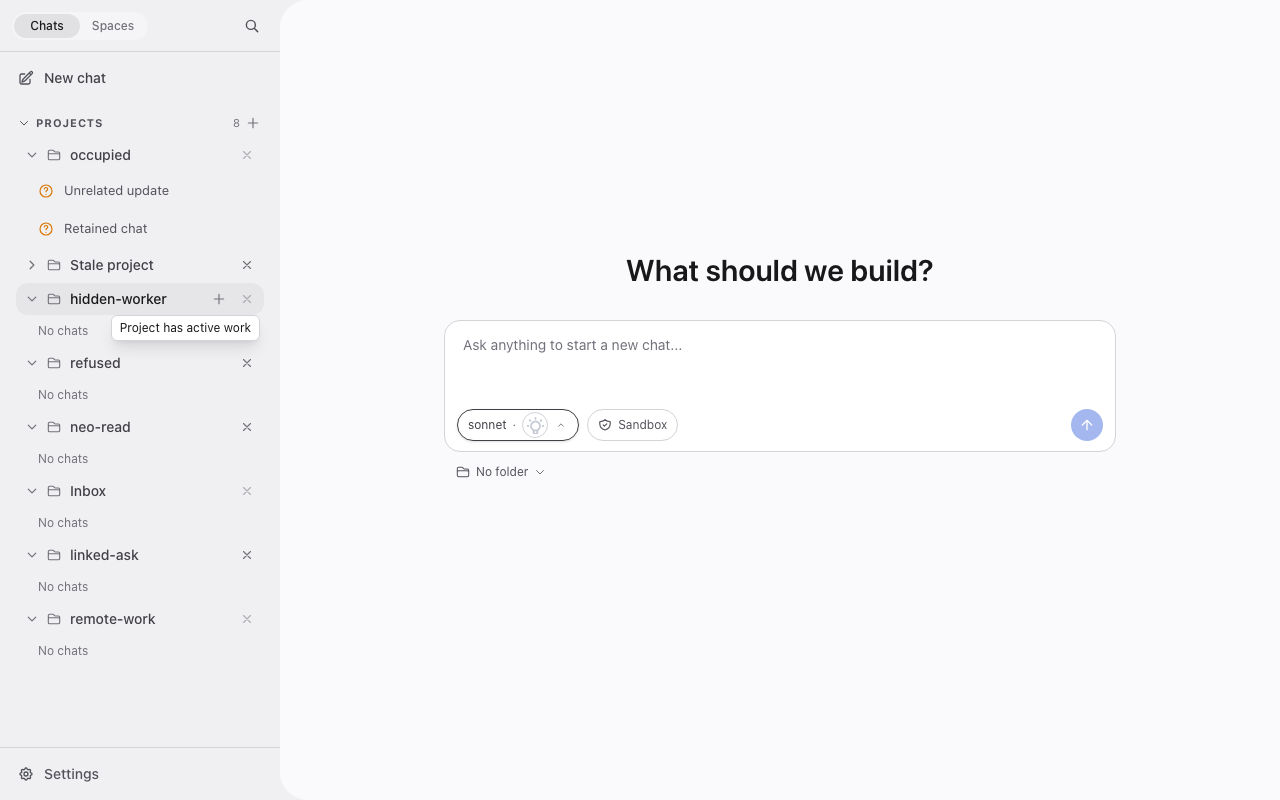 Chats
Spaces
New chat
PROJECTS
8
occupied
Unrelated update
Retained chat
Stale project
hidden-worker
No chats
Project has active work
refused
No chats
neo-read
No chats
Inbox
No chats
linked-ask
No chats
remote-work
No chats
Settings
What should we build?
Ask anything to start a new chat...
sonnet ·
Sandbox
No folder